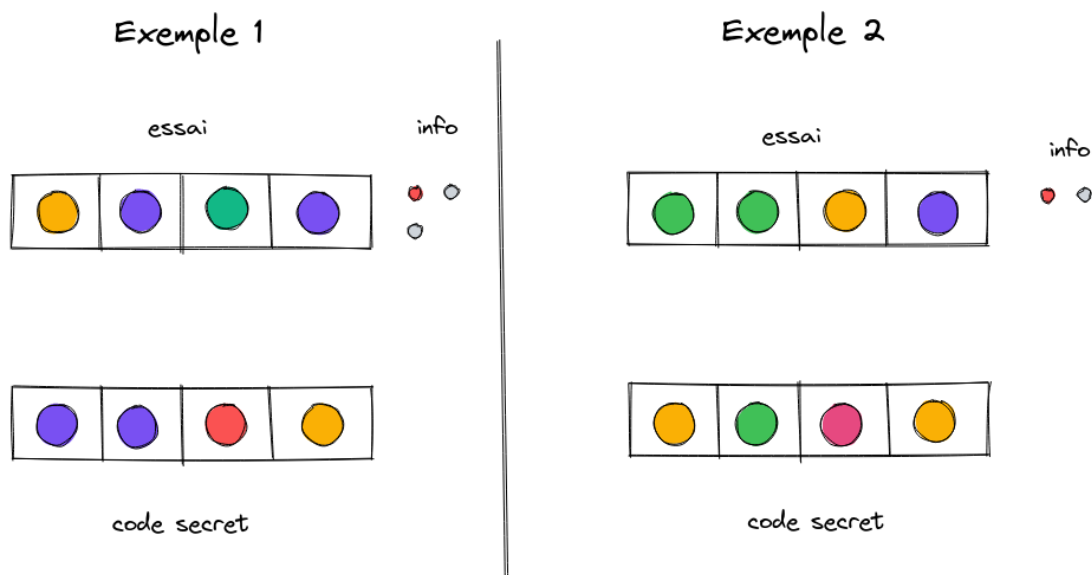 Exemple 1
essai
info
code secret
Exemple 2
essai
info
code secret